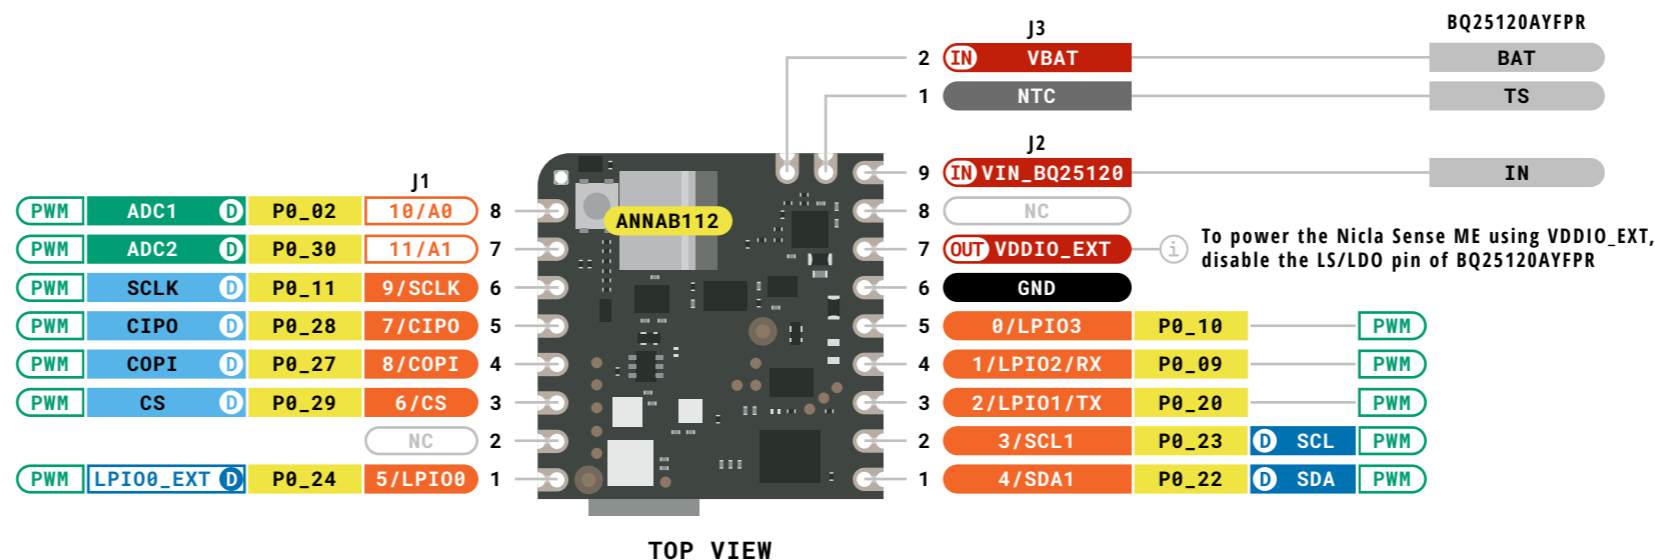 J3 BQ25120AYFPR
2 IN VBAT BAT
1 NTC TS
J2
9 IN VIN_BQ25120 IN
J1
PWM ADC1 D P0_02 10/A0 8
8 NC
PWM ADC2 D P0_30 11/A1 7
7 OUT VDDIO_EXT i To power the Nicla Sense ME using VDDIO_EXT,
disable the LS/LDO pin of BQ25120AYFPR
ANNAB112
PWM SCLK D P0_11 9/SCLK 6
6 GND
PWM CIPO D P0_28 7/CIPO 5
5 0/LPIO3 P0_10 PWM
PWM COPI D P0_27 8/COPI 4
4 1/LPIO2/RX P0_09 PWM
PWM CS D P0_29 6/CS 3
3 2/LPIO1/TX P0_20 PWM
NC 2
2 3/SCL1 P0_23 D SCL PWM
PWM LPIO0_EXT D P0_24 5/LPIO0 1
1 4/SDA1 P0_22 D SDA PWM
TOP VIEW